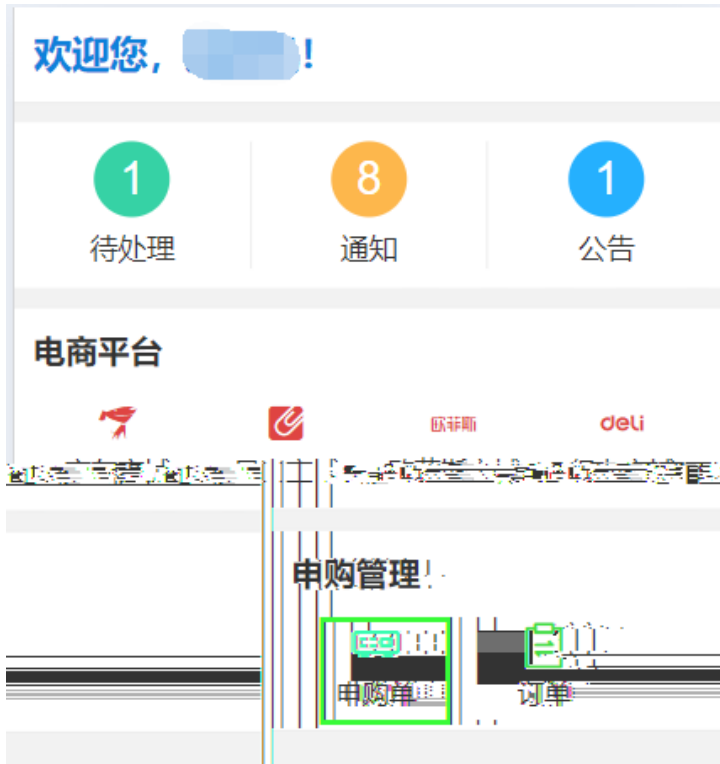 欢迎您, !
1 8 1
待处理 通知 公告
电商平台
欧菲斯 deli
申购管理
申购单 订单